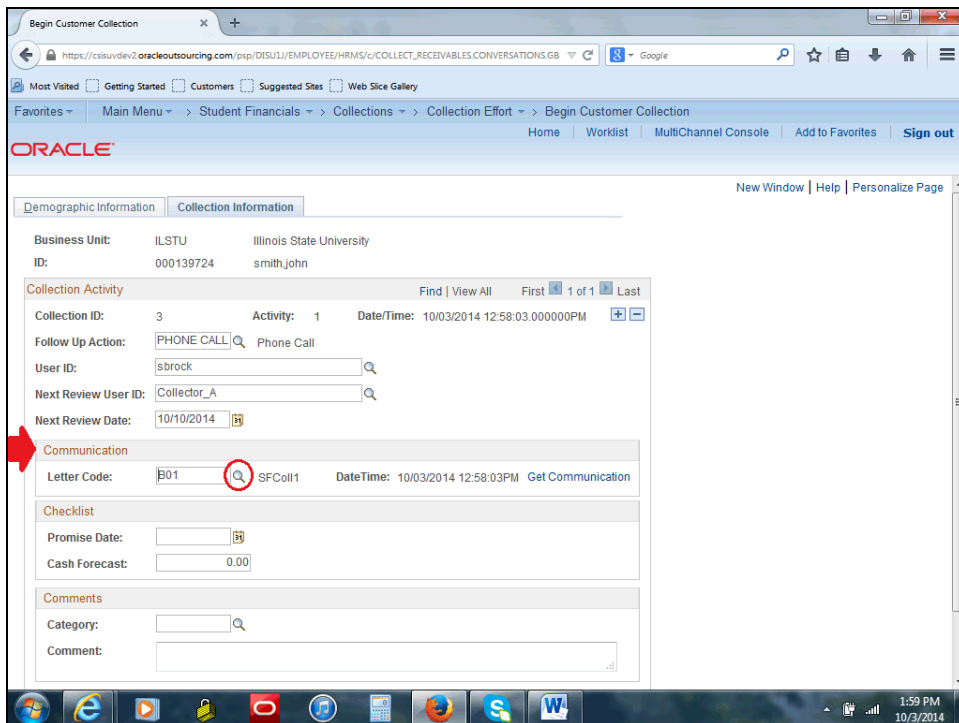 Begin Customer Collection
https://csisuvdev2.oracleoutsourcing.com/psp/DISU1J/EMPLOYEE/HRMS/c/COLLECT_RECEIVABLES.CONVERSATIONS.GB
Google
Most Visited Getting Started Customers Suggested Sites Web Slice Gallery
Favorites Main Menu > Student Financials > Collections > Collection Effort > Begin Customer Collection
Home Worklist MultiChannel Console Add to Favorites Sign out
ORACLE
New Window | Help | Personalize Page
Demographic Information Collection Information
Business Unit: ILSTU Illinois State University
ID: 000139724 smith,john
Collection Activity Find | View All First 1 of 1 Last
Collection ID: 3 Activity: 1 Date/Time: 10/03/2014 12:58:03.000000PM
Follow Up Action: PHONE CALL Phone Call
User ID: sbrock
Next Review User ID: Collector_A
Next Review Date: 10/10/2014
Communication
Letter Code: B01 SFColl1 DateTime: 10/03/2014 12:58:03PM Get Communication
Checklist
Promise Date:
Cash Forecast: 0.00
Comments
Category:
Comment:
1:59 PM
10/3/2014